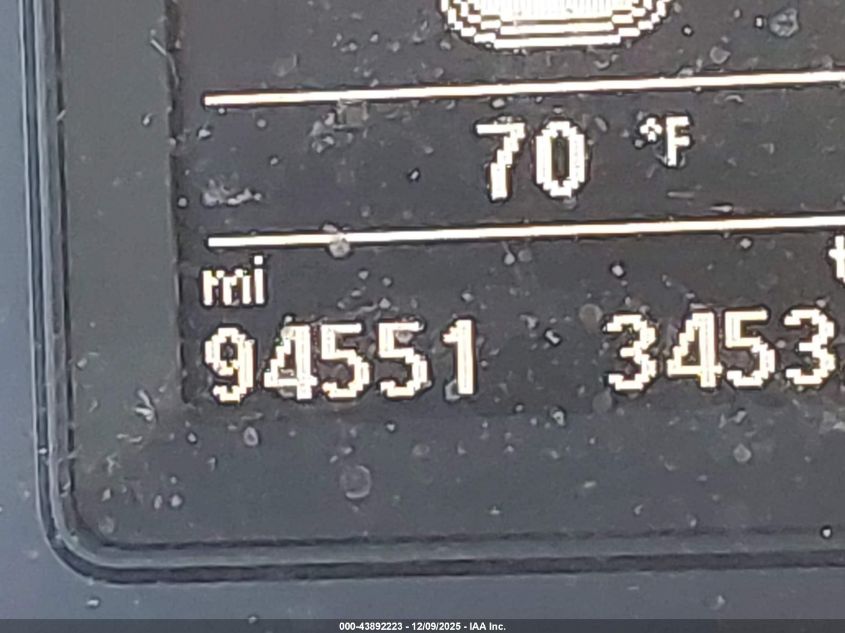 70 °F
mi
94551 3453
000-43892223 - 12/09/2025 - IAA Inc.